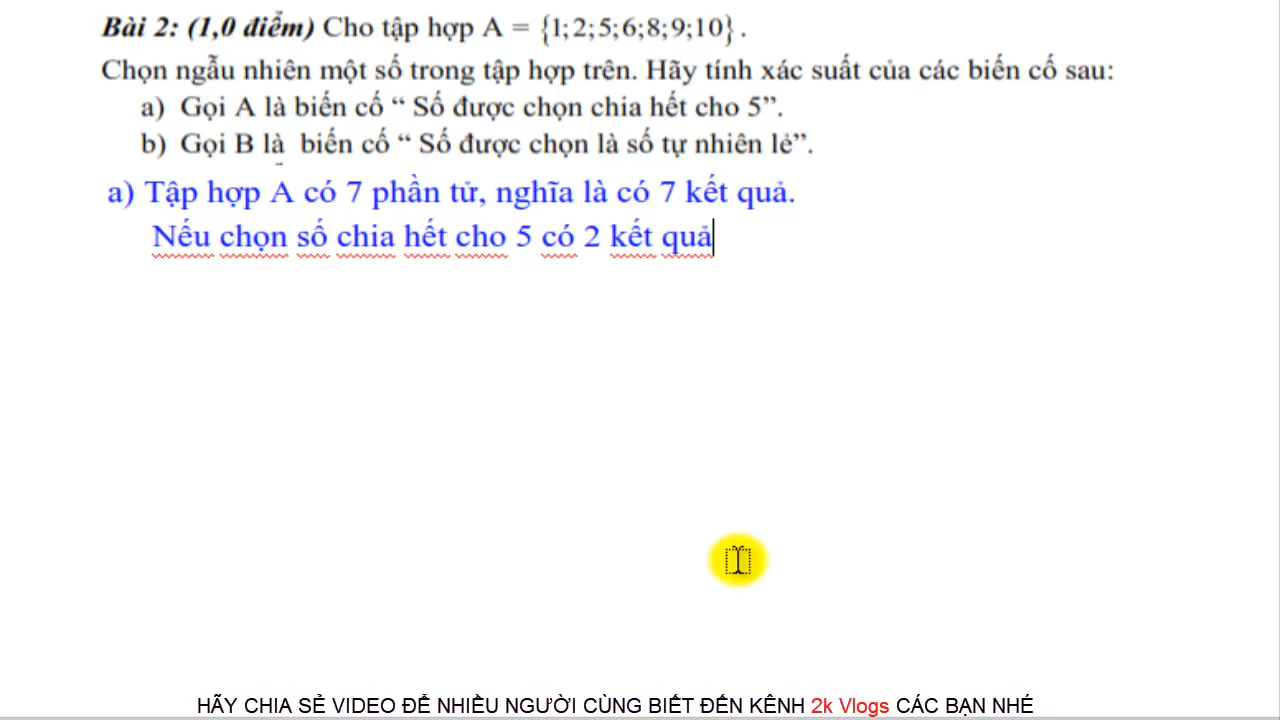 Bài 2: (1,0 điểm) Cho tập hợp A = {1;2;5;6;8;9;10}.
Chọn ngẫu nhiên một số trong tập hợp trên. Hãy tính xác suất của các biến cố sau:
a) Gọi A là biến cố “ Số được chọn chia hết cho 5”.
b) Gọi B là biến cố “ Số được chọn là số tự nhiên lẻ”.
a) Tập hợp A có 7 phần tử, nghĩa là có 7 kết quả.
Nếu chọn số chia hết cho 5 có 2 kết quả
HÃY CHIA SẺ VIDEO ĐỂ NHIỀU NGƯỜI CÙNG BIẾT ĐẾN KÊNH 2k Vlogs CÁC BẠN NHÉ